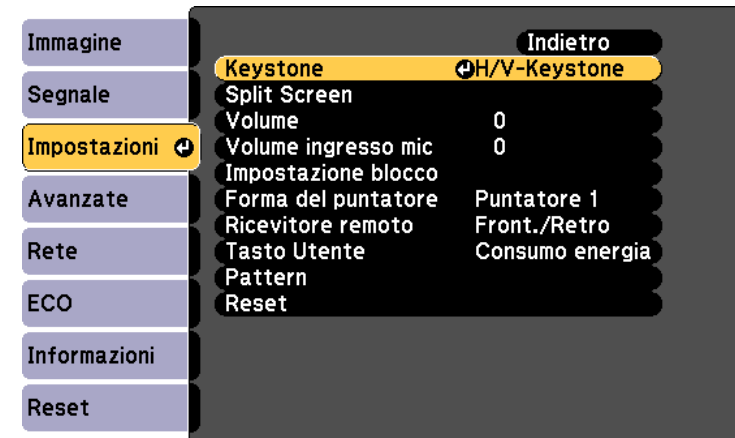 Immagine
Segnale
Impostazioni
Avanzate
Rete
ECO
Informazioni
Reset
Indietro
Keystone H/V-Keystone
Split Screen
Volume 0
Volume ingresso mic 0
Impostazione blocco
Forma del puntatore Puntatore 1
Ricevitore remoto Front./Retro
Tasto Utente Consumo energia
Pattern
Reset